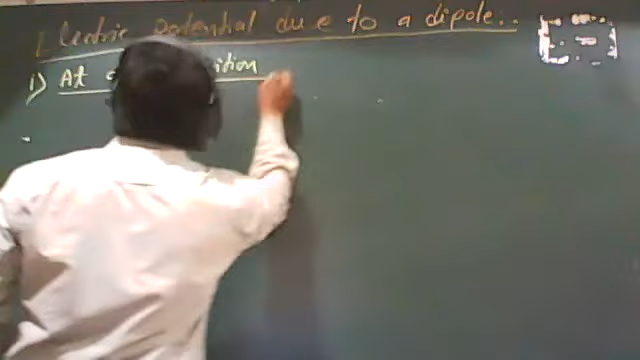 Electric Potential due to a dipole:.
i) At